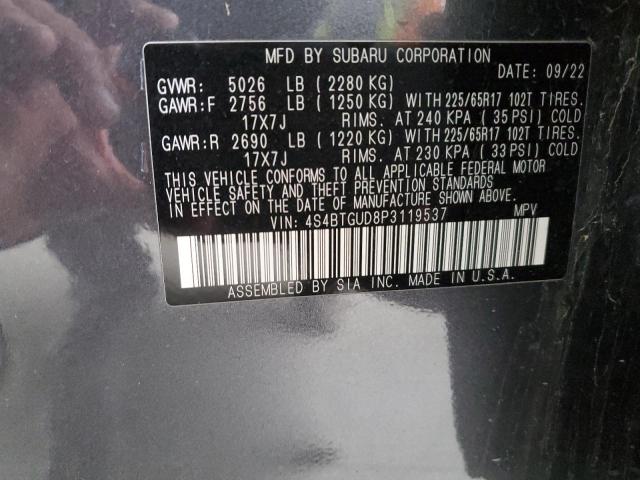 MFD BY SUBARU CORPORATION
DATE: 09/22
GVWR: 5026 LB (2280 KG)
GAWR:F 2756 LB (1250 KG) WITH 225/65R17 102T TIRES.
17X7J RIMS. AT 240 KPA (35 PSI) COLD
GAWR:R 2690 LB (1220 KG) WITH 225/65R17 102T TIRES.
17X7J RIMS. AT 230 KPA (33 PSI) COLD
THIS VEHICLE CONFORMS TO ALL APPLICABLE FEDERAL MOTOR
VEHICLE SAFETY AND THEFT PREVENTION STANDARDS
IN EFFECT ON THE DATE OF MANUFACTURE SHOWN ABOVE.
VIN: 4S4BTGUD8P3119537 MPV
ASSEMBLED BY SIA INC. MADE IN U.S.A.